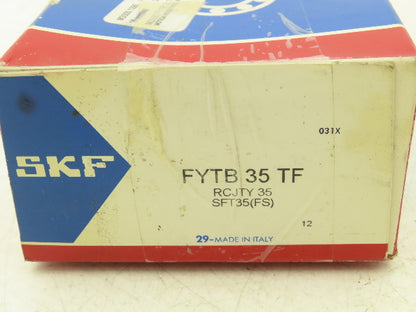 031X
SKF
FYTB 35 TF
RCJTY 35
SFT35(FS)
12
29-MADE IN ITALY